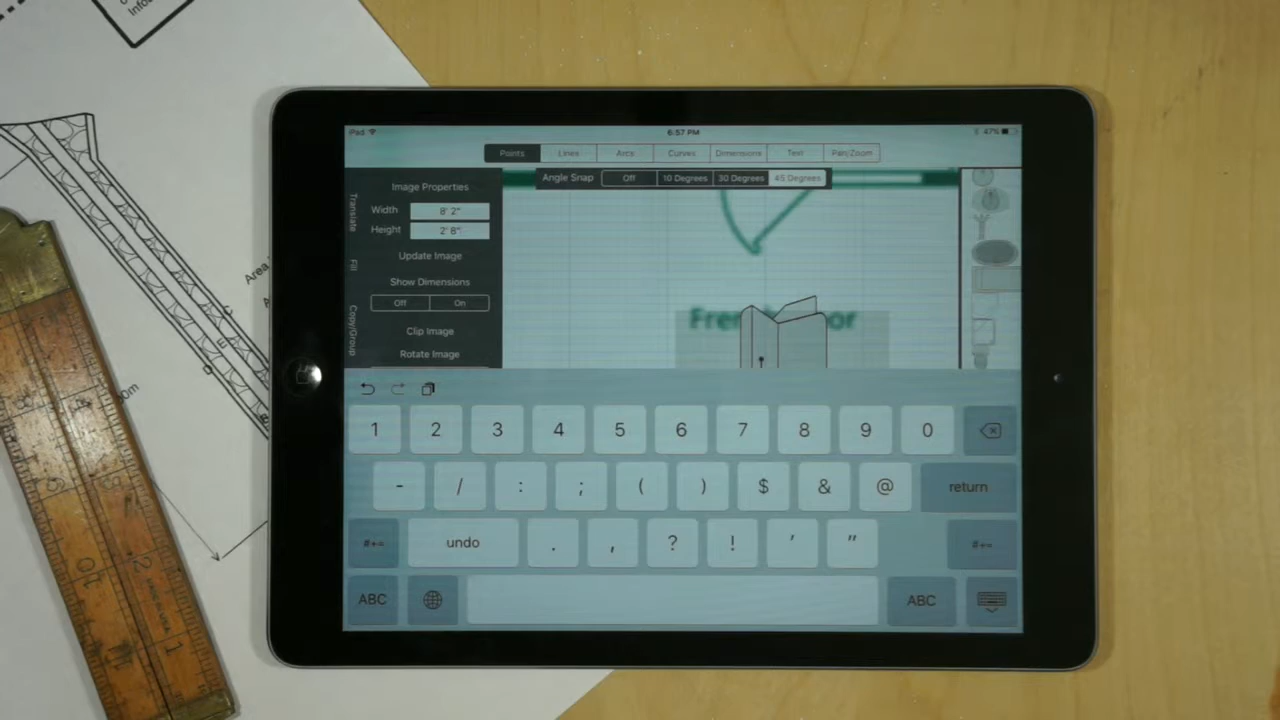 iPad
6:57 PM
47%
Points Lines Arcs Curves Dimensions Text Pan/Zoom
Angle Snap Off 10 Degrees 30 Degrees 45 Degrees
Image Properties
Width 8' 2"
Height 2' 8"
Update Image
Show Dimensions
Off On
Clip Image
Rotate Image
Translate
Fill
Copy/Group
1 2 3 4 5 6 7 8 9 0
- / : ; ( ) $ & @ return
#+= undo . , ? ! ' " #+=
ABC ABC
Area